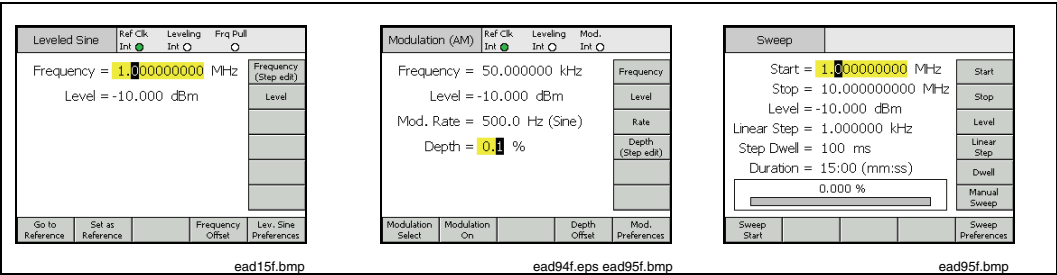 Leveled Sine
Ref Clk Leveling Frq Pull
Int Int
Frequency = 1.000000000 MHz
Level = -10.000 dBm
Frequency
(Step edit)
Level
Go to
Reference
Set as
Reference
Frequency
Offset
Lev. Sine
Preferences
ead15f.bmp
Modulation (AM)
Ref Clk Leveling Mod.
Int Int Int
Frequency = 50.000000 kHz
Level = -10.000 dBm
Mod. Rate = 500.0 Hz (Sine)
Depth = 0.1 %
Frequency
Level
Rate
Depth
(Step edit)
Modulation
Select
Modulation
On
Depth
Offset
Mod.
Preferences
ead94f.eps ead95f.bmp
Sweep
Start = 1.000000000 MHz
Stop = 10.000000000 MHz
Level = -10.000 dBm
Linear Step = 1.000000 kHz
Step Dwell = 100 ms
Duration = 15:00 (mm:ss)
0.000 %
Start
Stop
Level
Linear
Step
Dwell
Manual
Sweep
Sweep
Start
Sweep
Preferences
ead95f.bmp